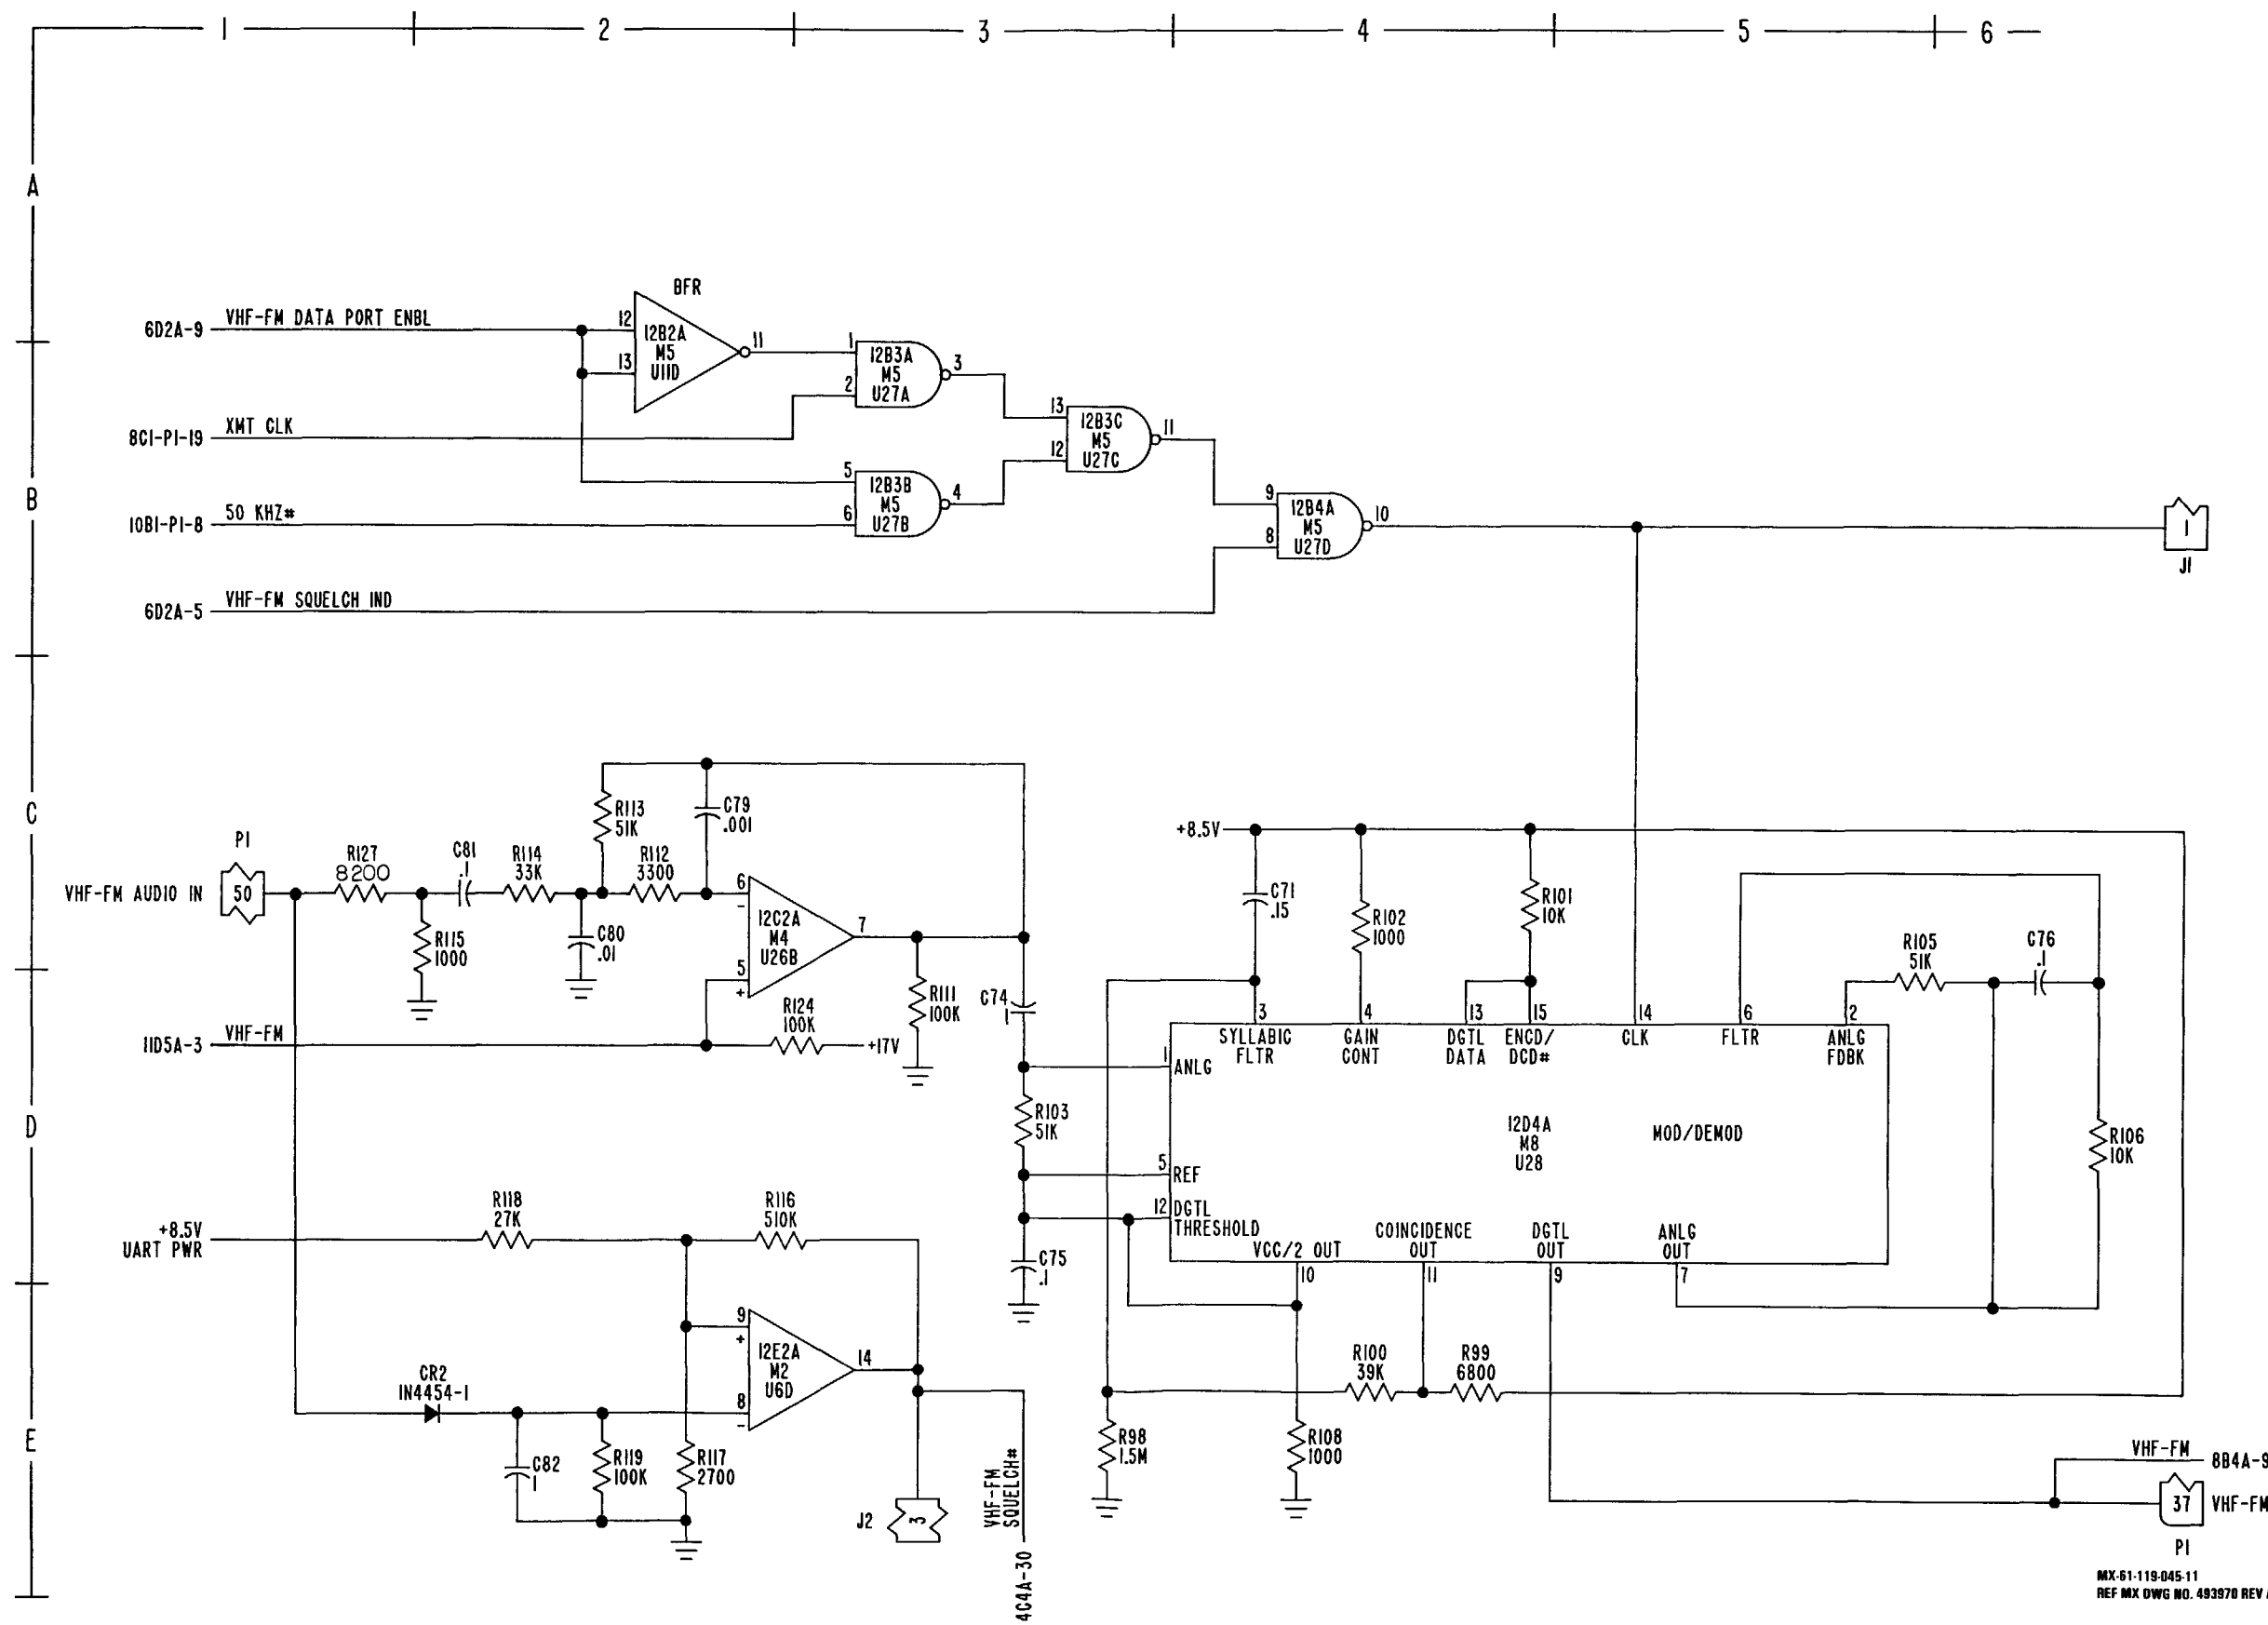 1 2 3 4 5 6
A
BFR
6D2A-9 VHF-FM DATA PORT ENBL
12 13 11
12B2A
M5
U11D
1 2 3
12B3A
M5
U27A
8C1-P1-19 XMT CLK
13 12 11
12B3C
M5
U27C
B
5 6 4
12B3B
M5
U27B
10B1-P1-8 50 KHZ#
9 8 10
12B4A
M5
U27D
1
J1
6D2A-5 VHF-FM SQUELCH IND
C
R113
51K
C79
.001
P1
VHF-FM AUDIO IN
50
R127
8200
C81
.1
R114
33K
R112
3300
R115
1000
C80
.01
6
-
5
+
7
12C2A
M4
U26B
R124
100K
+17V
R111
100K
C74
1
11D5A-3 VHF-FM
+8.5V
C71
.15
R102
1000
R101
10K
R105
51K
C76
.1
D
3 4 13 15 14 6 2
SYLLABIC
FLTR
GAIN
CONT
DGTL
DATA
ENCD/
DCD#
CLK
FLTR
ANLG
FDBK
1
ANLG
R103
51K
5
REF
12
DGTL
THRESHOLD
12D4A
M8
U28
MOD/DEMOD
R106
10K
VCC/2 OUT
COINCIDENCE
OUT
DGTL
OUT
ANLG
OUT
10 11 9 7
C75
.1
+8.5V
UART PWR
R118
27K
R116
510K
E
9
+
8
-
14
12E2A
M2
U6D
CR2
1N4454-1
C82
1
R119
100K
R117
2700
J2
3
VHF-FM
SQUELCH#
4C4A-30
R98
1.5M
R100
39K
R99
6800
R108
1000
VHF-FM
8B4A-9
37
VHF-FM
P1
MX-61-119-045-11
REF MX DWG NO. 493970 REV